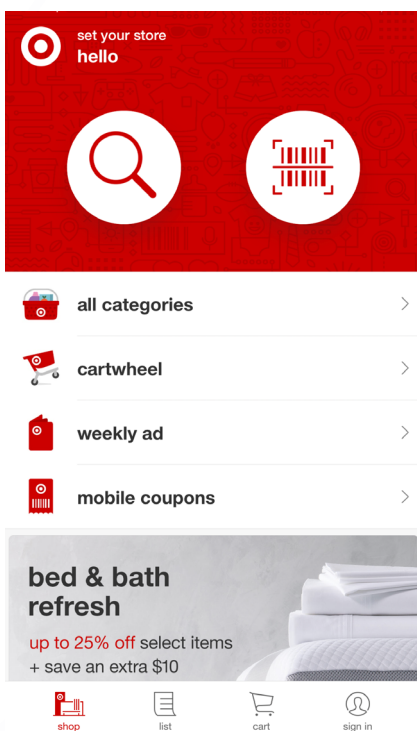 set your store
hello
all categories
cartwheel
weekly ad
mobile coupons
bed & bath
refresh
up to 25% off select items
+ save an extra $10
shop
list
cart
sign in